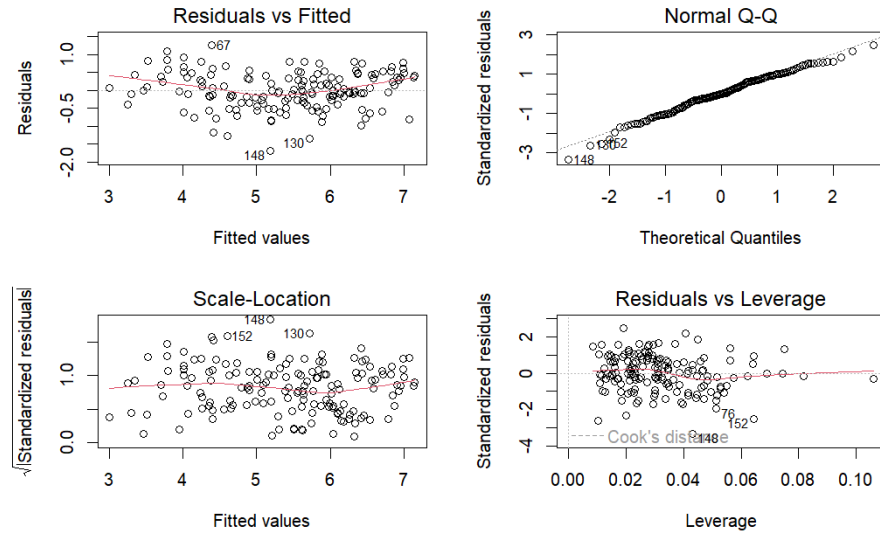 Residuals vs Fitted
Residuals
1.0
-0.5
-2.0
67
148
130
3 4 5 6 7
Fitted values
Normal Q-Q
Standardized residuals
3
1
-1
-3
148
130
152
-2 -1 0 1 2
Theoretical Quantiles
Scale-Location
√|Standardized residuals|
1.0
0.0
148
152
130
3 4 5 6 7
Fitted values
Residuals vs Leverage
Standardized residuals
2
0
-2
-4
76
152
148
Cook's distance
0.00 0.02 0.04 0.06 0.08 0.10
Leverage